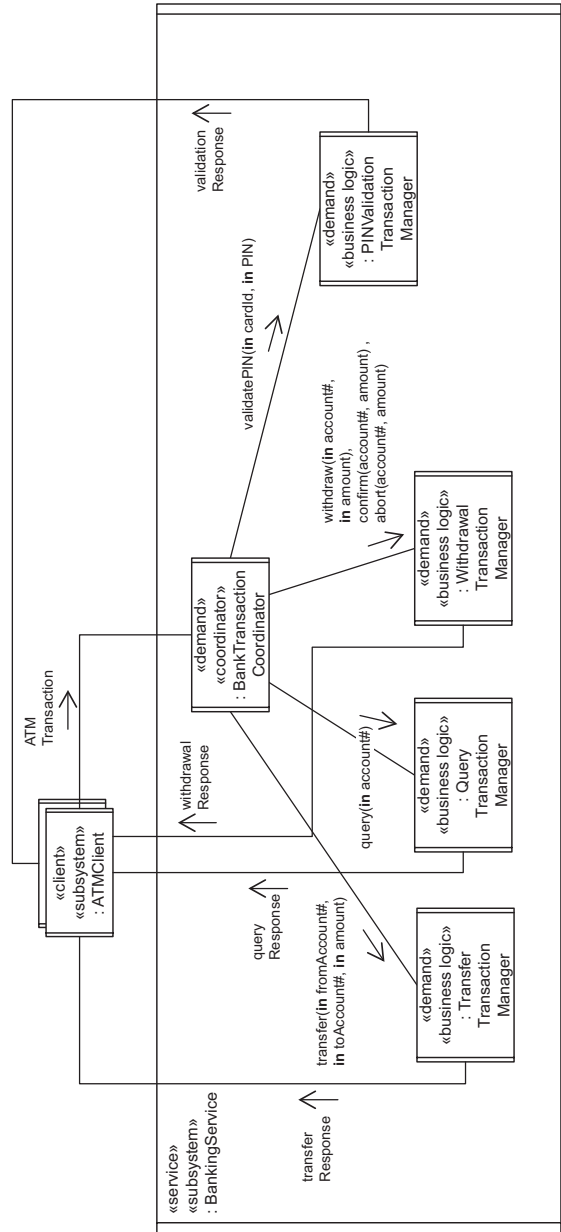 «client»
«subsystem»
: ATMClient
ATM
Transaction
validation
Response
withdrawal
Response
query
Response
transfer
Response
«service»
«subsystem»
: BankingService
«demand»
«coordinator»
: BankTransaction
Coordinator
validatePIN(in cardId, in PIN)
withdraw(in account#,
in amount),
confirm(account#, amount) ,
abort(account#, amount)
query(in account#)
transfer(in fromAccount#,
in toAccount#, in amount)
«demand»
«business logic»
: Transfer
Transaction
Manager
«demand»
«business logic»
: Query
Transaction
Manager
«demand»
«business logic»
: Withdrawal
Transaction
Manager
«demand»
«business logic»
: PINValidation
Transaction
Manager